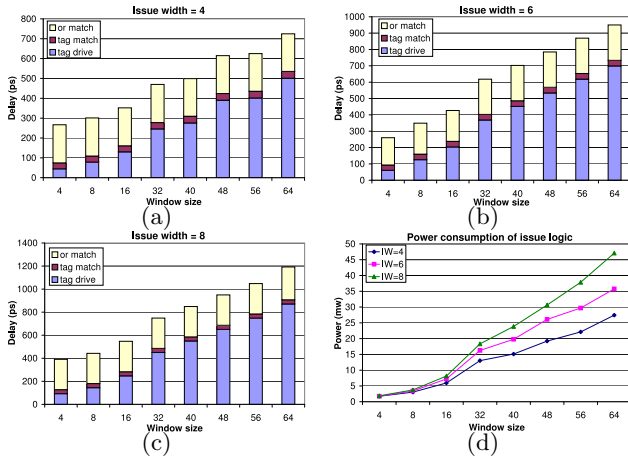 Issue width = 4
800
700
600
500
400
300
200
100
0
Delay (ps)
or match
tag match
tag drive
4 8 16 32 40 48 56 64
Window size
(a)
Issue width = 6
1000
900
800
700
600
500
400
300
200
100
0
Delay (ps)
or match
tag match
tag drive
4 8 16 32 40 48 56 64
Window size
(b)
Issue width = 8
1400
1200
1000
800
600
400
200
0
Delay (ps)
or match
tag match
tag drive
4 8 16 32 40 48 56 64
Window size
(c)
Power consumption of issue logic
50
45
40
35
30
25
20
15
10
5
0
Power (mw)
IW=4
IW=6
IW=8
4 8 16 32 40 48 56 64
Window size
(d)